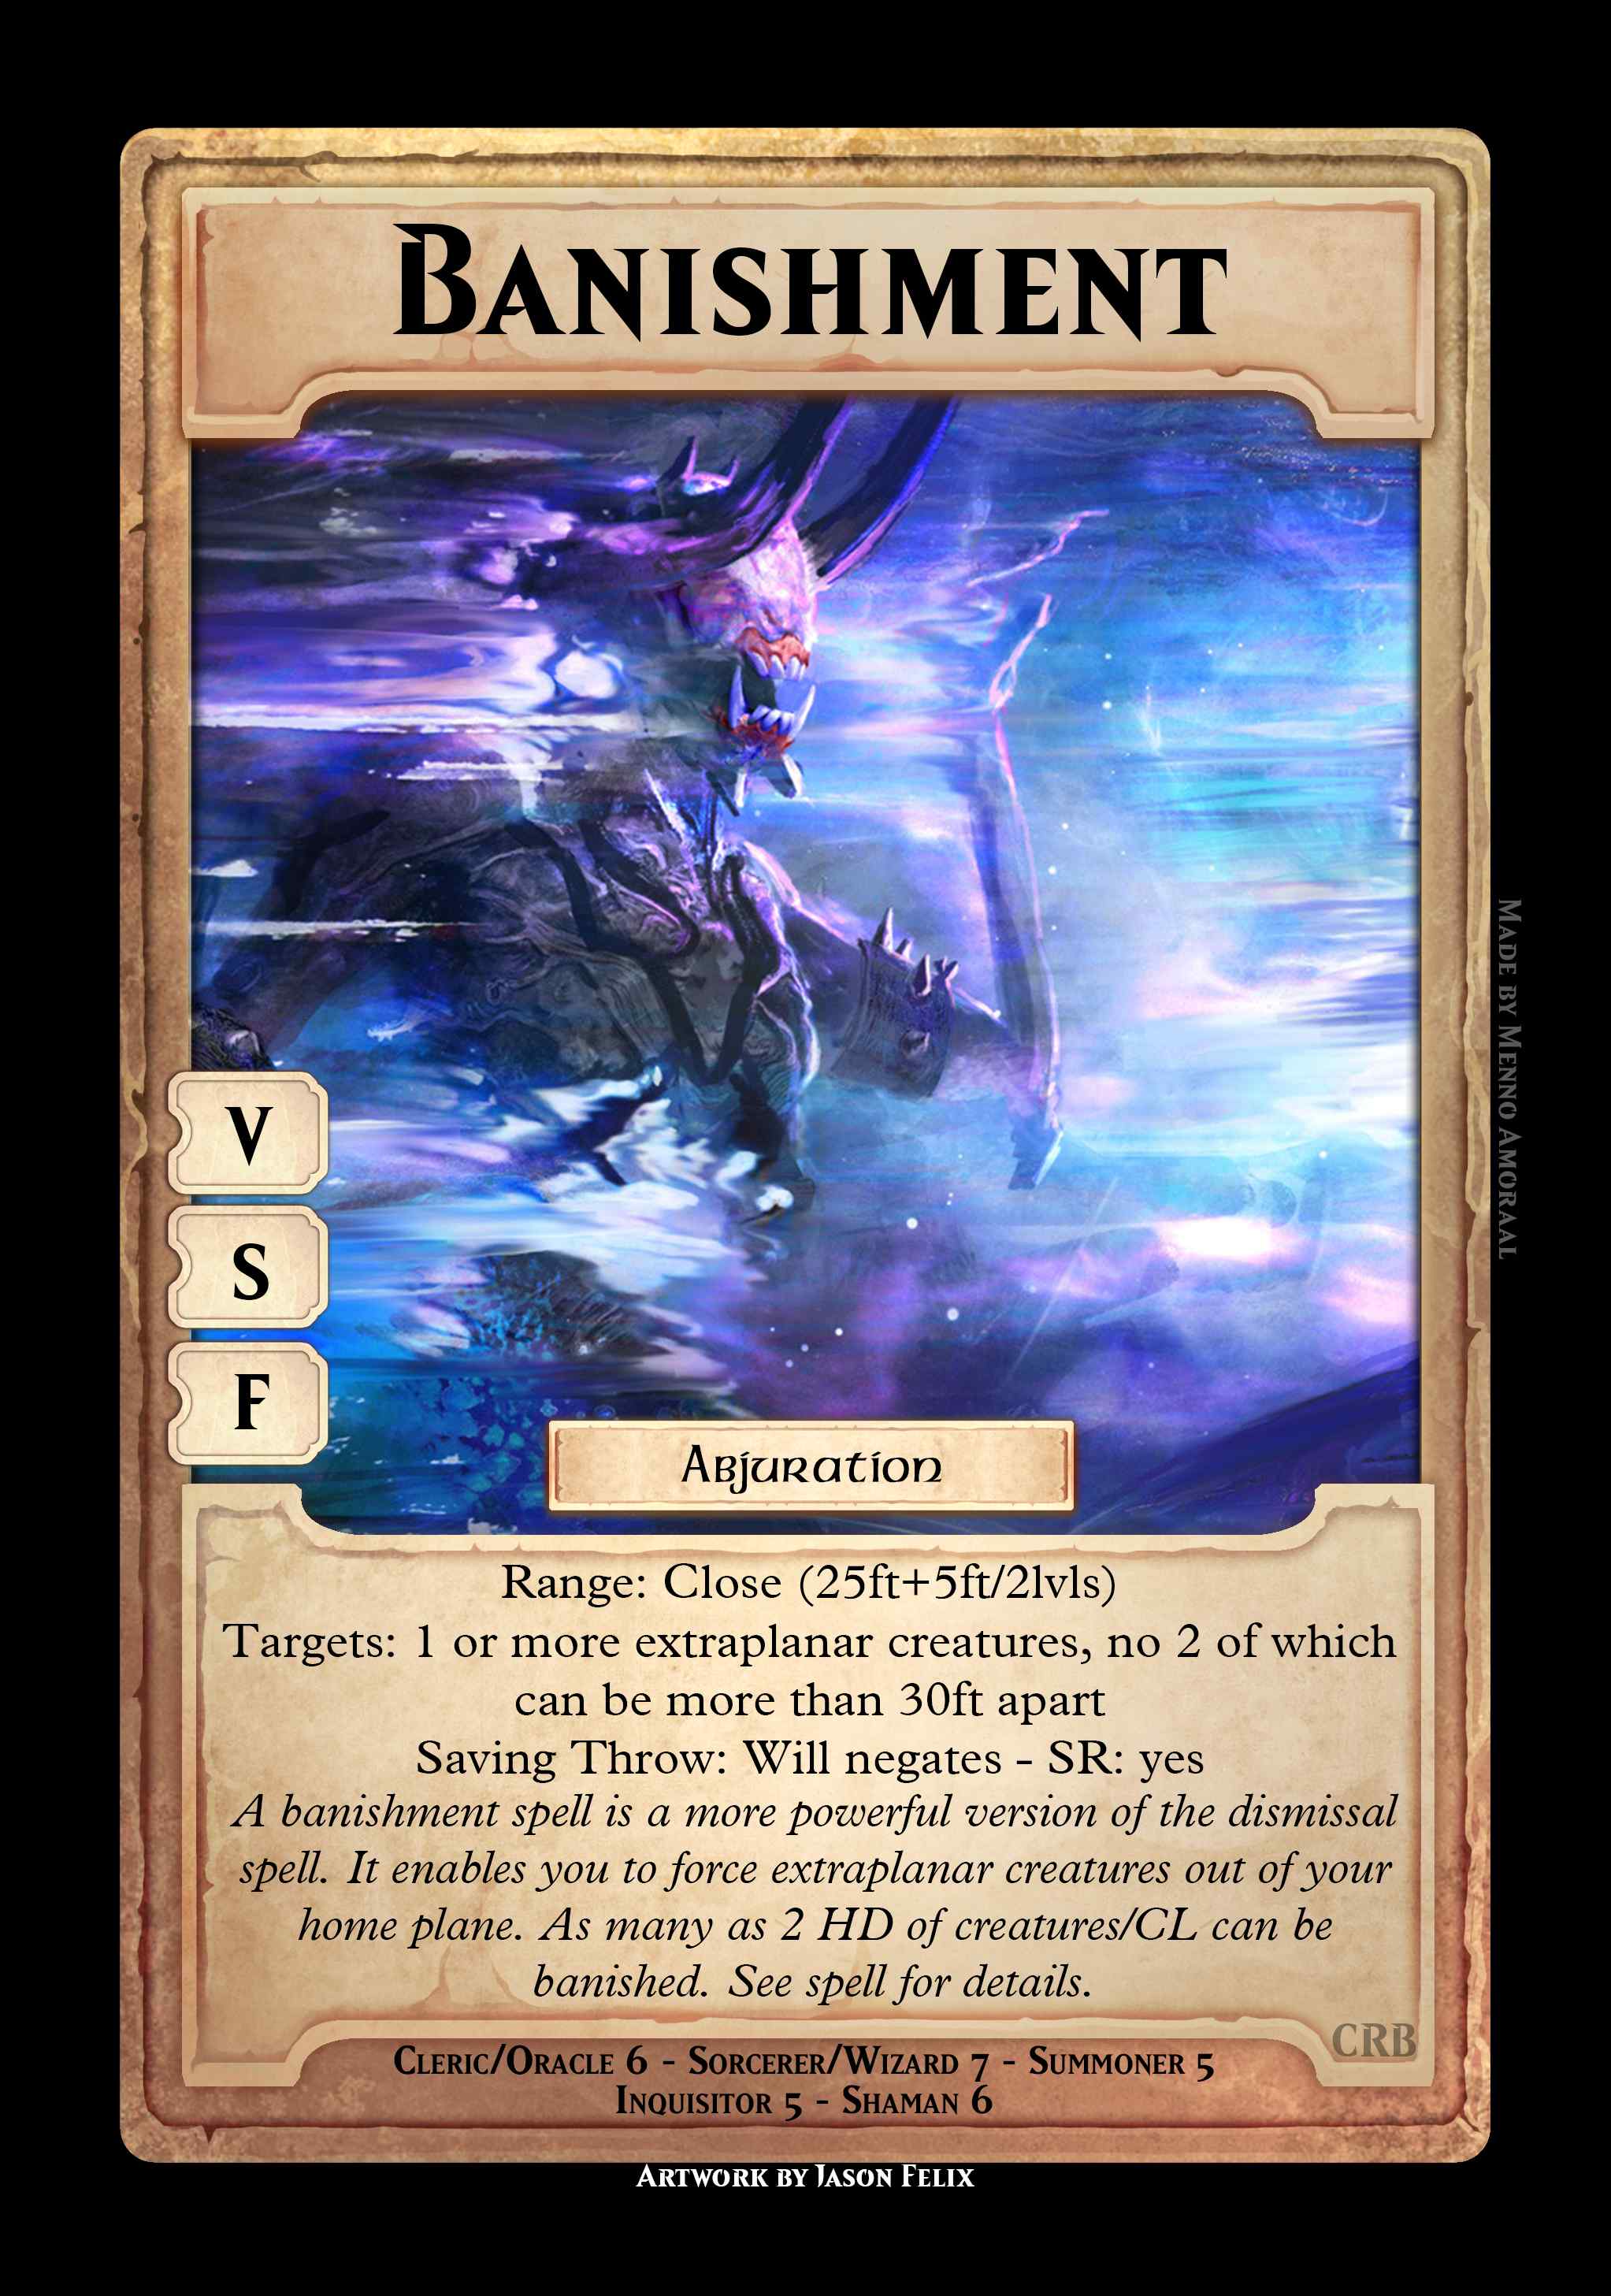 Banishment
V
S
F
Abjuration
Range: Close (25ft+5ft/2lvls)
Targets: 1 or more extraplanar creatures, no 2 of which
can be more than 30ft apart
Saving Throw: Will negates - SR: yes
A banishment spell is a more powerful version of the dismissal
spell. It enables you to force extraplanar creatures out of your
home plane. As many as 2 HD of creatures/CL can be
banished. See spell for details.
CRB
Cleric/Oracle 6 - Sorcerer/Wizard 7 - Summoner 5
Inquisitor 5 - Shaman 6
Artwork by Jason Felix
Made by Menno Amoraal